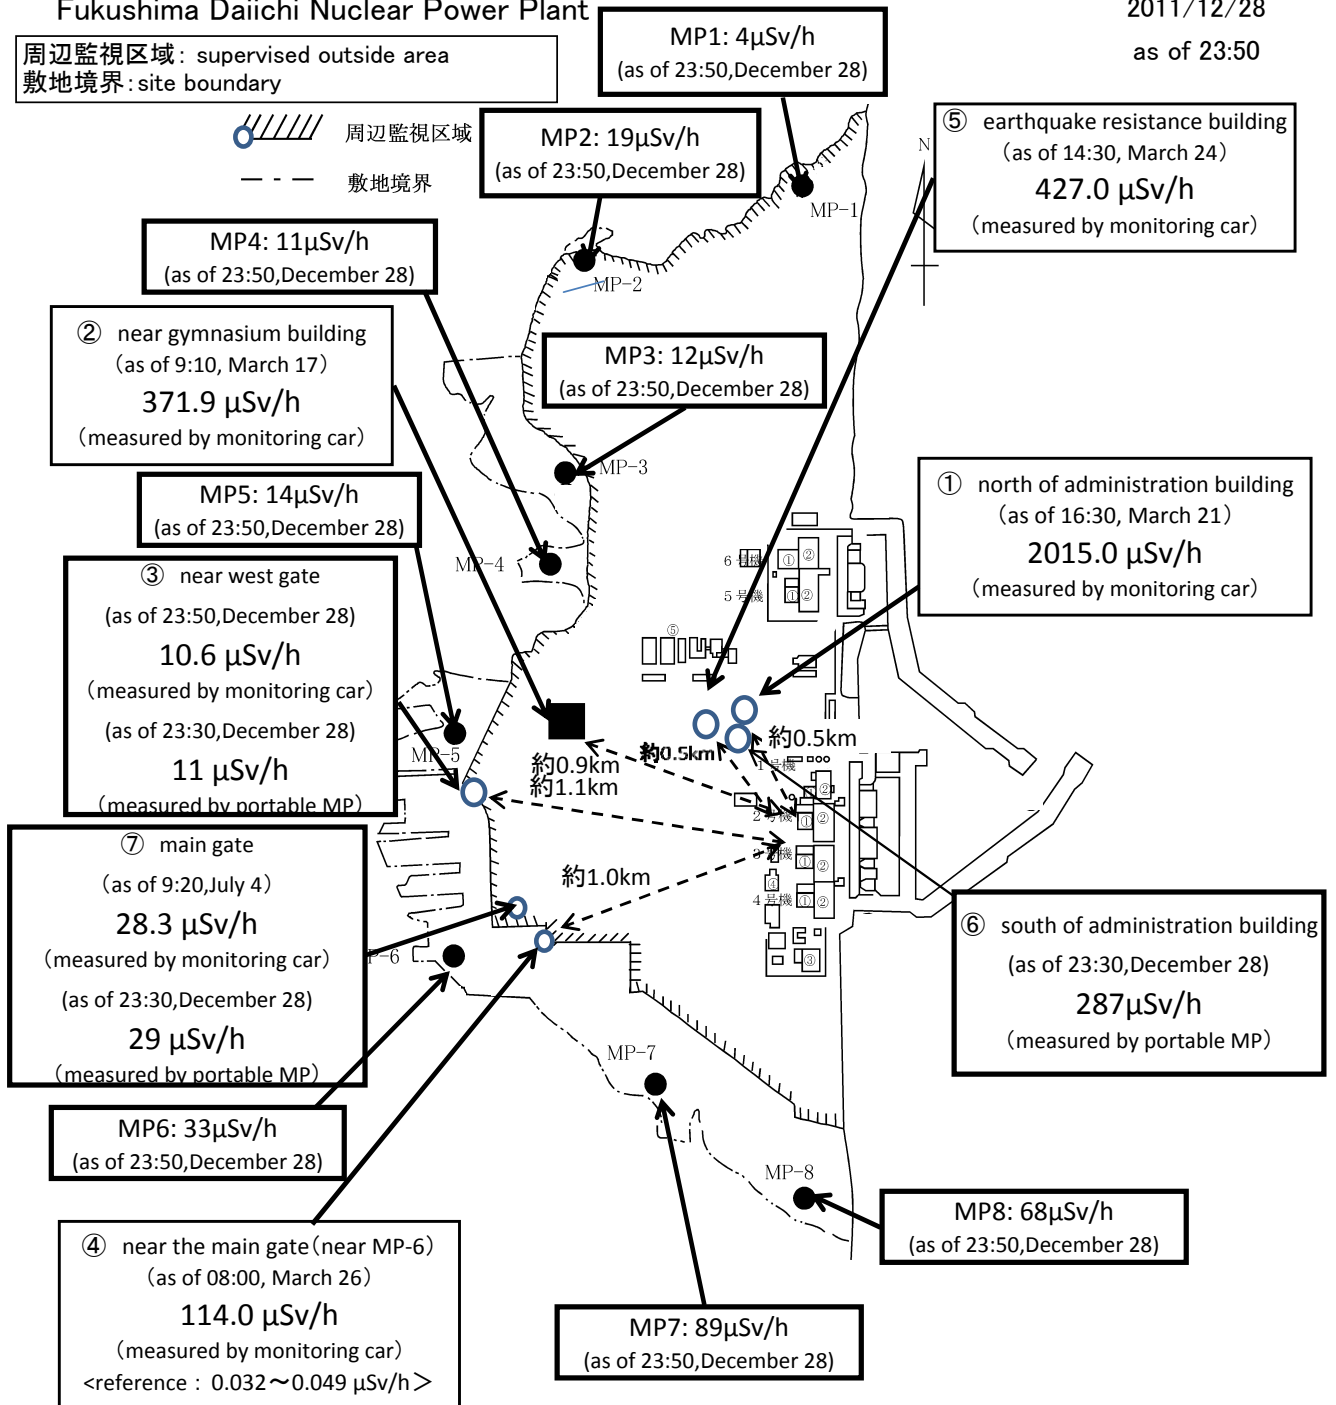 Fukushima Daiichi Nuclear Power Plant
2011/12/28
as of 23:50
周辺監視区域: supervised outside area
敷地境界:site boundary
周辺監視区域
敷地境界
MP1: 4μSv/h
(as of 23:50,December 28)
MP2: 19μSv/h
(as of 23:50,December 28)
⑤ earthquake resistance building
(as of 14:30, March 24)
427.0 μSv/h
(measured by monitoring car)
N
MP-1
MP4: 11μSv/h
(as of 23:50,December 28)
MP-2
② near gymnasium building
(as of 9:10, March 17)
371.9 μSv/h
(measured by monitoring car)
MP3: 12μSv/h
(as of 23:50,December 28)
MP-3
MP5: 14μSv/h
(as of 23:50,December 28)
① north of administration building
(as of 16:30, March 21)
2015.0 μSv/h
(measured by monitoring car)
MP-4
③ near west gate
(as of 23:50,December 28)
10.6 μSv/h
(measured by monitoring car)
(as of 23:30,December 28)
11 μSv/h
(measured by portable MP)
6号機
① ②
5号機
① ②
⑤
MP-5
約0.9km
約1.1km
約0.5km
約0.5km
1号機
②
2号機
① ②
3号機
① ②
④
4号機
① ②
③
約1.0km
⑦ main gate
(as of 9:20,July 4)
28.3 μSv/h
(measured by monitoring car)
(as of 23:30,December 28)
29 μSv/h
(measured by portable MP)
P-6
⑥ south of administration building
(as of 23:30,December 28)
287μSv/h
(measured by portable MP)
MP-7
MP6: 33μSv/h
(as of 23:50,December 28)
MP-8
MP8: 68μSv/h
(as of 23:50,December 28)
④ near the main gate(near MP-6)
(as of 08:00, March 26)
114.0 μSv/h
(measured by monitoring car)
<reference : 0.032～0.049 μSv/h＞
MP7: 89μSv/h
(as of 23:50,December 28)